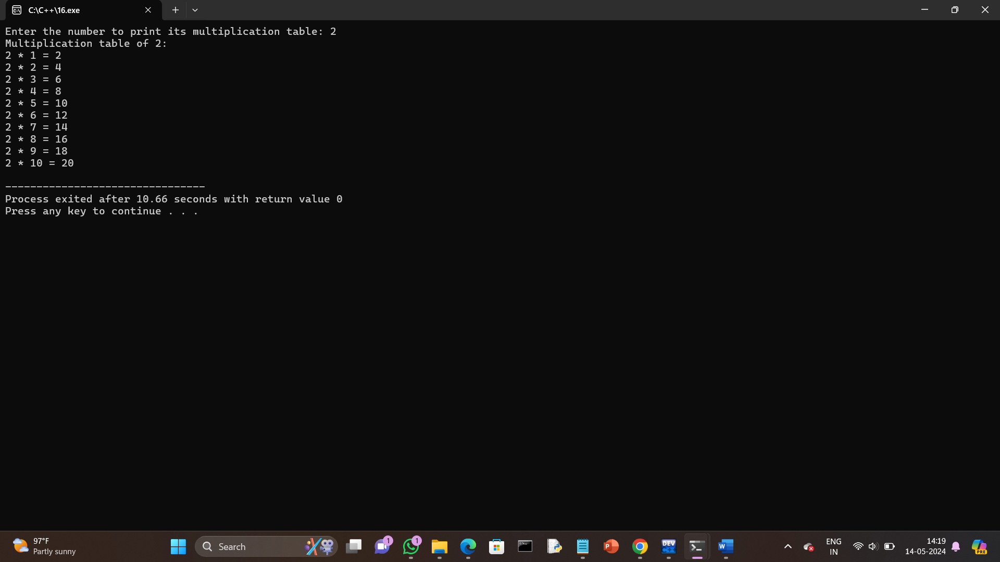 C:\C++\16.exe
Enter the number to print its multiplication table: 2
Multiplication table of 2:
2 * 1 = 2
2 * 2 = 4
2 * 3 = 6
2 * 4 = 8
2 * 5 = 10
2 * 6 = 12
2 * 7 = 14
2 * 8 = 16
2 * 9 = 18
2 * 10 = 20
--------------------------------
Process exited after 10.66 seconds with return value 0
Press any key to continue . . .
97°F
Partly sunny
Search
1
1
P
DEV
C++
W
ENG
IN
14:19
14-05-2024
PRE